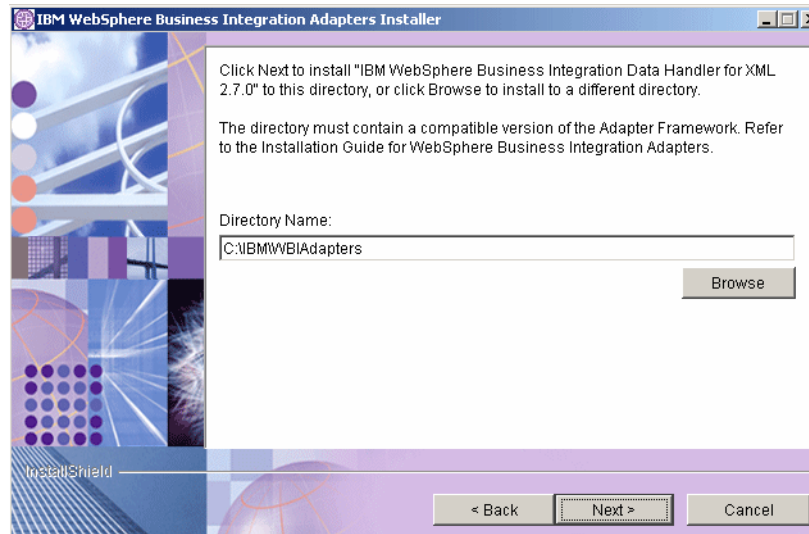 IBM WebSphere Business Integration Adapters Installer
Click Next to install "IBM WebSphere Business Integration Data Handler for XML
2.7.0" to this directory, or click Browse to install to a different directory.
The directory must contain a compatible version of the Adapter Framework. Refer
to the Installation Guide for WebSphere Business Integration Adapters.
Directory Name:
C:\IBM\WBIAdapters
Browse
InstallShield
< Back
Next >
Cancel